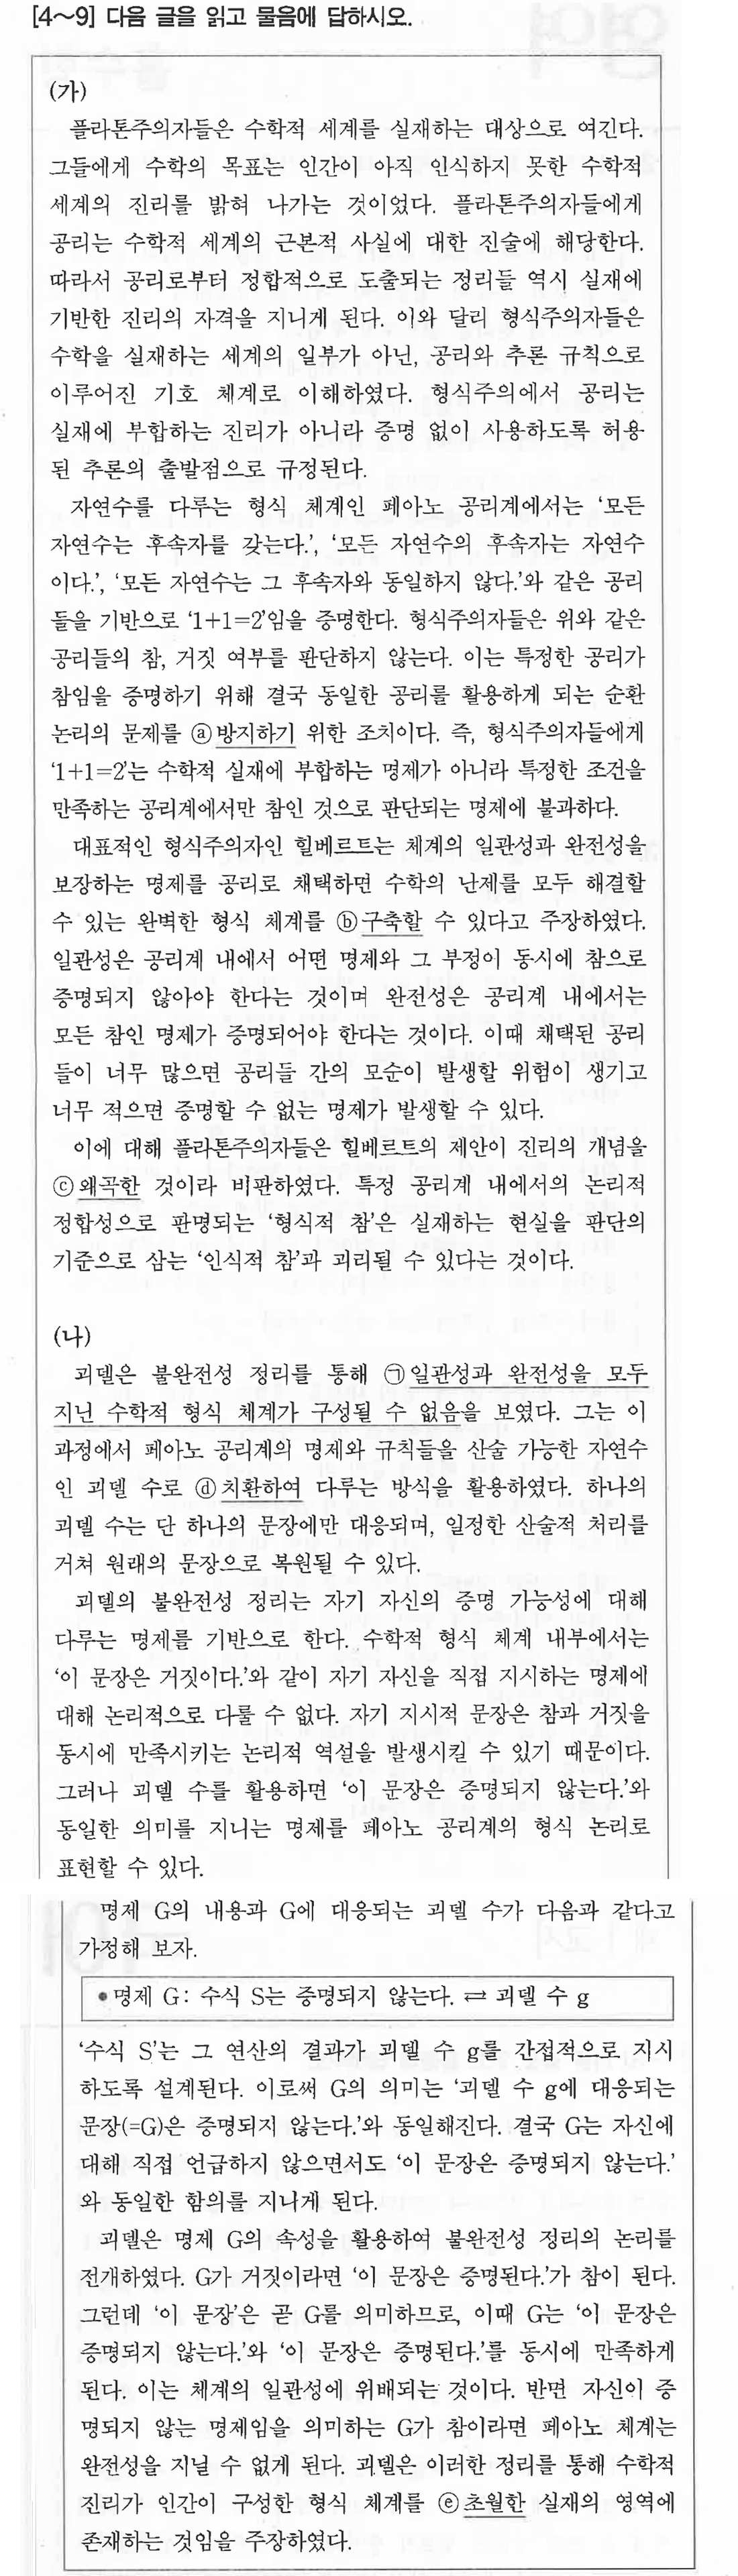 [4～9] 다음 글을 읽고 물음에 답하시오.
(가)
플라톤주의자들은 수학적 세계를 실재하는 대상으로 여긴다.
그들에게 수학의 목표는 인간이 아직 인식하지 못한 수학적
세계의 진리를 밝혀 나가는 것이었다. 플라톤주의자들에게
공리는 수학적 세계의 근본적 사실에 대한 진술에 해당한다.
따라서 공리로부터 정합적으로 도출되는 정리들 역시 실재에
기반한 진리의 자격을 지니게 된다. 이와 달리 형식주의자들은
수학을 실재하는 세계의 일부가 아닌, 공리와 추론 규칙으로
이루어진 기호 체계로 이해하였다. 형식주의에서 공리는
실재에 부합하는 진리가 아니라 증명 없이 사용하도록 허용
된 추론의 출발점으로 규정된다.
자연수를 다루는 형식 체계인 페아노 공리계에서는 ‘모든
자연수는 후속자를 갖는다.’, ‘모든 자연수의 후속자는 자연수
이다.’, ‘모든 자연수는 그 후속자와 동일하지 않다.’와 같은 공리
들을 기반으로 ‘1+1=2’임을 증명한다. 형식주의자들은 위와 같은
공리들의 참, 거짓 여부를 판단하지 않는다. 이는 특정한 공리가
참임을 증명하기 위해 결국 동일한 공리를 활용하게 되는 순환
논리의 문제를 ⓐ방지하기 위한 조치이다. 즉, 형식주의자들에게
‘1+1=2’는 수학적 실재에 부합하는 명제가 아니라 특정한 조건을
만족하는 공리계에서만 참인 것으로 판단되는 명제에 불과하다.
대표적인 형식주의자인 힐베르트는 체계의 일관성과 완전성을
보장하는 명제를 공리로 채택하면 수학의 난제를 모두 해결할
수 있는 완벽한 형식 체계를 ⓑ구축할 수 있다고 주장하였다.
일관성은 공리계 내에서 어떤 명제와 그 부정이 동시에 참으로
증명되지 않아야 한다는 것이며 완전성은 공리계 내에서는
모든 참인 명제가 증명되어야 한다는 것이다. 이때 채택된 공리
들이 너무 많으면 공리들 간의 모순이 발생할 위험이 생기고
너무 적으면 증명할 수 없는 명제가 발생할 수 있다.
이에 대해 플라톤주의자들은 힐베르트의 제안이 진리의 개념을
ⓒ왜곡한 것이라 비판하였다. 특정 공리계 내에서의 논리적
정합성으로 판명되는 ‘형식적 참’은 실재하는 현실을 판단의
기준으로 삼는 ‘인식적 참’과 괴리될 수 있다는 것이다.
(나)
괴델은 불완전성 정리를 통해 ㉠일관성과 완전성을 모두
지닌 수학적 형식 체계가 구성될 수 없음을 보였다. 그는 이
과정에서 페아노 공리계의 명제와 규칙들을 산술 가능한 자연수
인 괴델 수로 ⓓ치환하여 다루는 방식을 활용하였다. 하나의
괴델 수는 단 하나의 문장에만 대응되며, 일정한 산술적 처리를
거쳐 원래의 문장으로 복원될 수 있다.
괴델의 불완전성 정리는 자기 자신의 증명 가능성에 대해
다루는 명제를 기반으로 한다. 수학적 형식 체계 내부에서는
‘이 문장은 거짓이다.’와 같이 자기 자신을 직접 지시하는 명제에
대해 논리적으로 다룰 수 없다. 자기 지시적 문장은 참과 거짓을
동시에 만족시키는 논리적 역설을 발생시킬 수 있기 때문이다.
그러나 괴델 수를 활용하면 ‘이 문장은 증명되지 않는다.’와
동일한 의미를 지니는 명제를 페아노 공리계의 형식 논리로
표현할 수 있다.
명제 G의 내용과 G에 대응되는 괴델 수가 다음과 같다고
가정해 보자.
• 명제 G: 수식 S는 증명되지 않는다. ⇄ 괴델 수 g
‘수식 S’는 그 연산의 결과가 괴델 수 g를 간접적으로 지시
하도록 설계된다. 이로써 G의 의미는 ‘괴델 수 g에 대응되는
문장(=G)은 증명되지 않는다.’와 동일해진다. 결국 G는 자신에
대해 직접 언급하지 않으면서도 ‘이 문장은 증명되지 않는다.’
와 동일한 함의를 지니게 된다.
괴델은 명제 G의 속성을 활용하여 불완전성 정리의 논리를
전개하였다. G가 거짓이라면 ‘이 문장은 증명된다.’가 참이 된다.
그런데 ‘이 문장’은 곧 G를 의미하므로, 이때 G는 ‘이 문장은
증명되지 않는다.’와 ‘이 문장은 증명된다.’를 동시에 만족하게
된다. 이는 체계의 일관성에 위배되는 것이다. 반면 자신이 증
명되지 않는 명제임을 의미하는 G가 참이라면 페아노 체계는
완전성을 지닐 수 없게 된다. 괴델은 이러한 정리를 통해 수학적
진리가 인간이 구성한 형식 체계를 ⓔ초월한 실재의 영역에
존재하는 것임을 주장하였다.